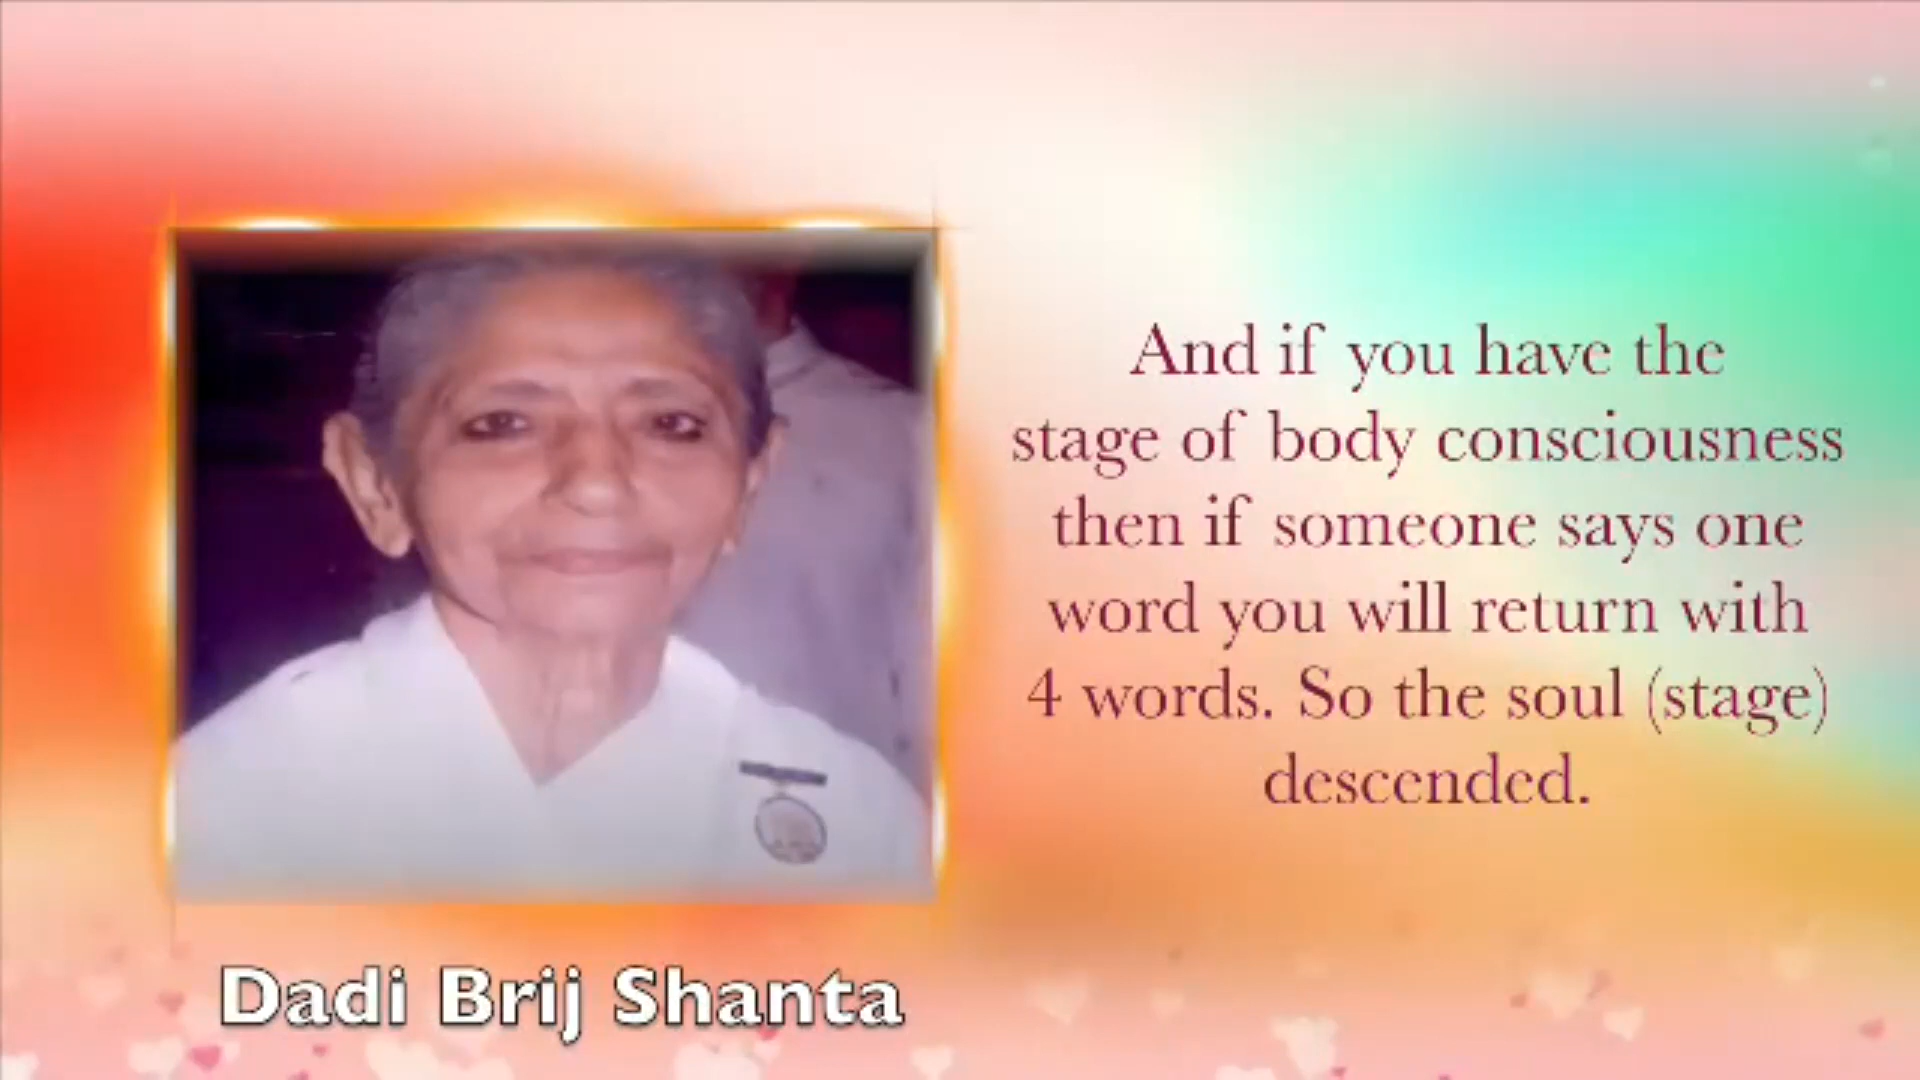 And if you have the
stage of body consciousness
then if someone says one
word you will return with
4 words. So the soul (stage)
descended.
Dadi Brij Shanta